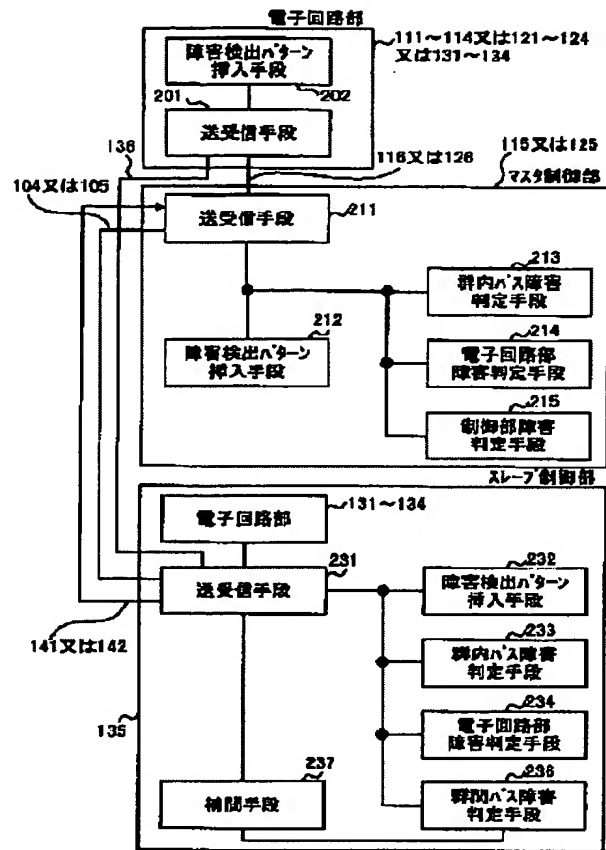 電子回路部
111～114又は121～124
又は131～134
障害検出パターン
挿入手段
201
202
送受信手段
136
116又は126
115又は125
104又は105
マスタ制御部
送受信手段
211
213
群内バス障害
判定手段
212
障害検出パターン
挿入手段
214
電子回路部
障害判定手段
215
制御部障害
判定手段
スレーブ制御部
電子回路部
131～134
送受信手段
231
232
障害検出パターン
挿入手段
141又は142
233
群内バス障害
判定手段
135
234
電子回路部
障害判定手段
237
補間手段
236
群間バス障害
判定手段